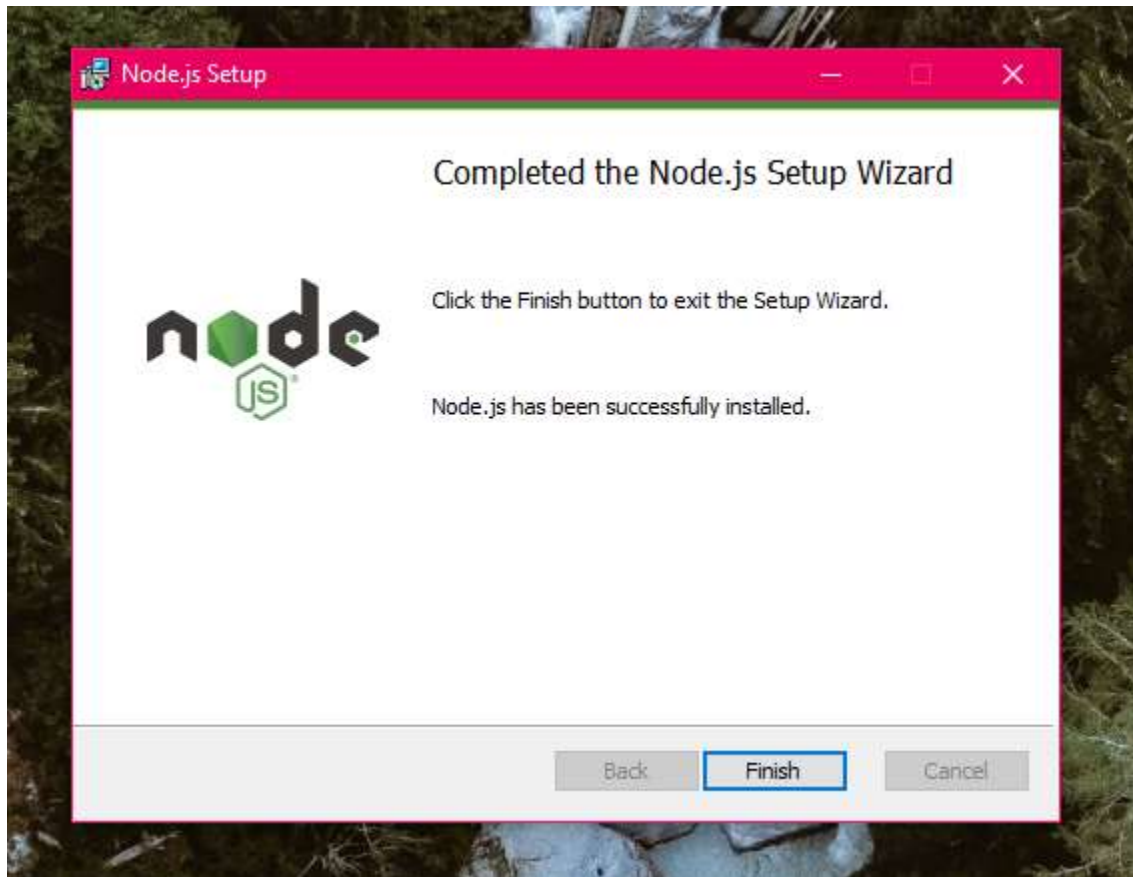 Node.js Setup
Completed the Node.js Setup Wizard
Click the Finish button to exit the Setup Wizard.
node
JS
Node.js has been successfully installed.
Back
Finish
Cancel